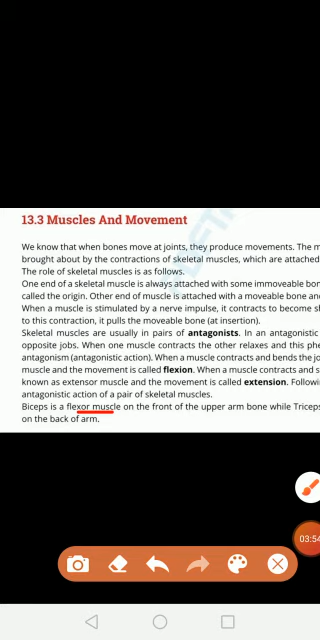 13.3 Muscles And Movement
We know that when bones move at joints, they produce movements. The m
brought about by the contractions of skeletal muscles, which are attached
The role of skeletal muscles is as follows.
One end of a skeletal muscle is always attached with some immoveable bon
called the origin. Other end of muscle is attached with a moveable bone an
When a muscle is stimulated by a nerve impulse, it contracts to become s
to this contraction, it pulls the moveable bone (at insertion).
Skeletal muscles are usually in pairs of antagonists. In an antagonistic
opposite jobs. When one muscle contracts the other relaxes and this phe
antagonism (antagonistic action). When a muscle contracts and bends the jo
muscle and the movement is called flexion. When a muscle contracts and s
known as extensor muscle and the movement is called extension. Followi
antagonistic action of a pair of skeletal muscles.
Biceps is a flexor muscle on the front of the upper arm bone while Triceps
on the back of arm.
03:54